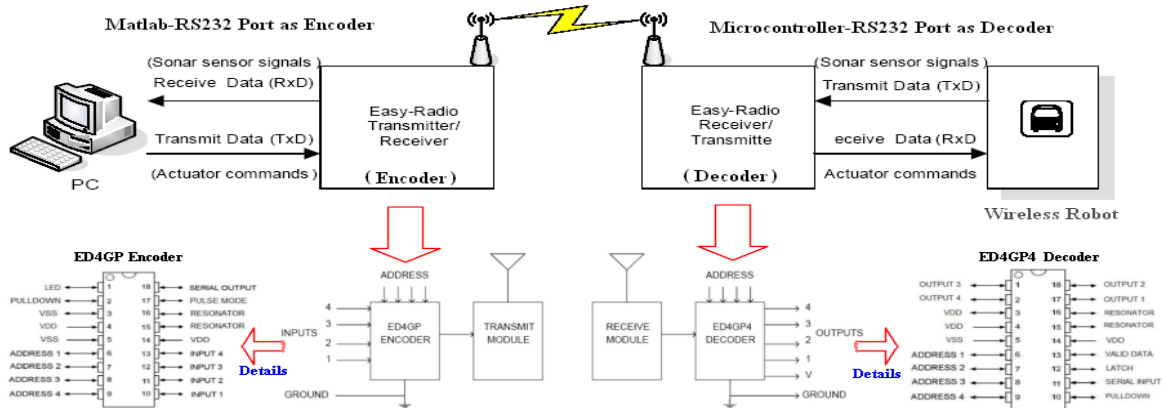 Matlab-RS232 Port as Encoder
Microcontroller-RS232 Port as Decoder
(Sonar sensor signals)
Receive Data (RxD)
Transmit Data (TxD)
(Actuator commands)
PC
Easy-Radio
Transmitter/
Receiver
( Encoder )
Easy-Radio
Receiver/
Transmitte
( Decoder )
(Sonar sensor signals)
Transmit Data (TxD)
eceive Data (RxD
Actuator commands
Wireless Robot
ED4GP Encoder
LED
PULLDOWN
VSS
VDD
VSS
ADDRESS 1
ADDRESS 2
ADDRESS 3
ADDRESS 4
1
2
3
4
5
6
7
8
9
18
17
16
15
14
13
12
11
10
SERIAL OUTPUT
PULSE MODE
RESONATOR
RESONATOR
VDD
INPUT 4
INPUT 3
INPUT 2
INPUT 1
Details
ADDRESS
INPUTS
4
3
2
1
ED4GP
ENCODER
TRANSMIT
MODULE
GROUND
RECEIVE
MODULE
ADDRESS
ED4GP4
DECODER
4
3
2
1
V
OUTPUTS
GROUND
Details
ED4GP4 Decoder
OUTPUT 3
OUTPUT 4
VDD
VDD
VSS
ADDRESS 1
ADDRESS 2
ADDRESS 3
ADDRESS 4
1
2
3
4
5
6
7
8
9
18
17
16
15
14
13
12
11
10
OUTPUT 2
OUTPUT 1
RESONATOR
RESONATOR
VDD
VALID DATA
LATCH
SERIAL INPUT
PULLDOWN